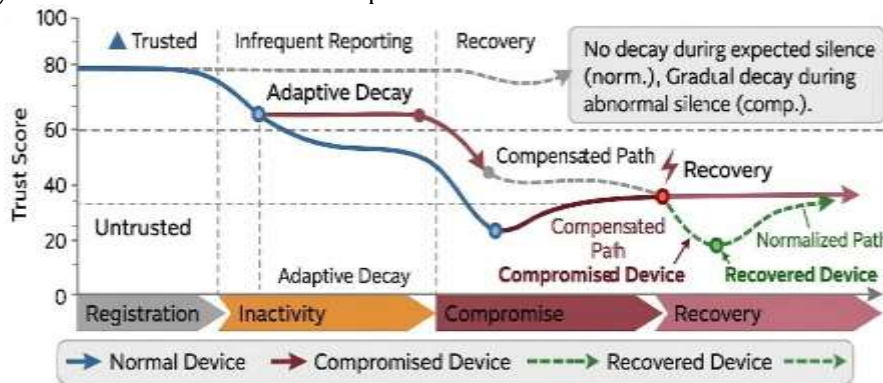 100
80
60
40
20
0
Trust Score
Trusted
Infrequent Reporting
Recovery
No decay during expected silence
(norm.), Gradtal decay during
abnormal silence (comp.).
Adaptive Decay
Compensated Path
Recovery
Untrusted
Compensated
Path
Compromised Device
Normalized Path
Recovered Device
Adaptive Decay
Registration
Inactivity
Compromise
Recovery
Normal Device
Compromised Device
Recovered Device